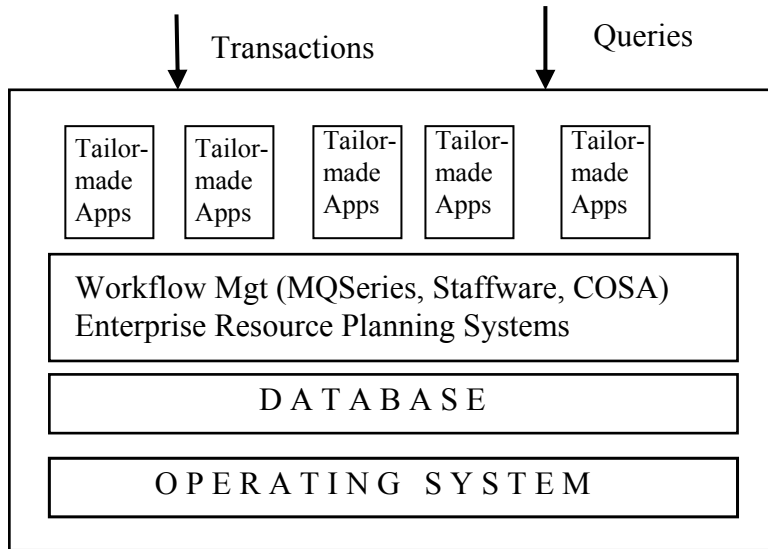 Transactions
Queries
Tailor-
made
Apps
Tailor-
made
Apps
Tailor-
made
Apps
Tailor-
made
Apps
Tailor-
made
Apps
Workflow Mgt (MQSeries, Staffware, COSA)
Enterprise Resource Planning Systems
D A T A B A S E
O P E R A T I N G  S Y S T E M